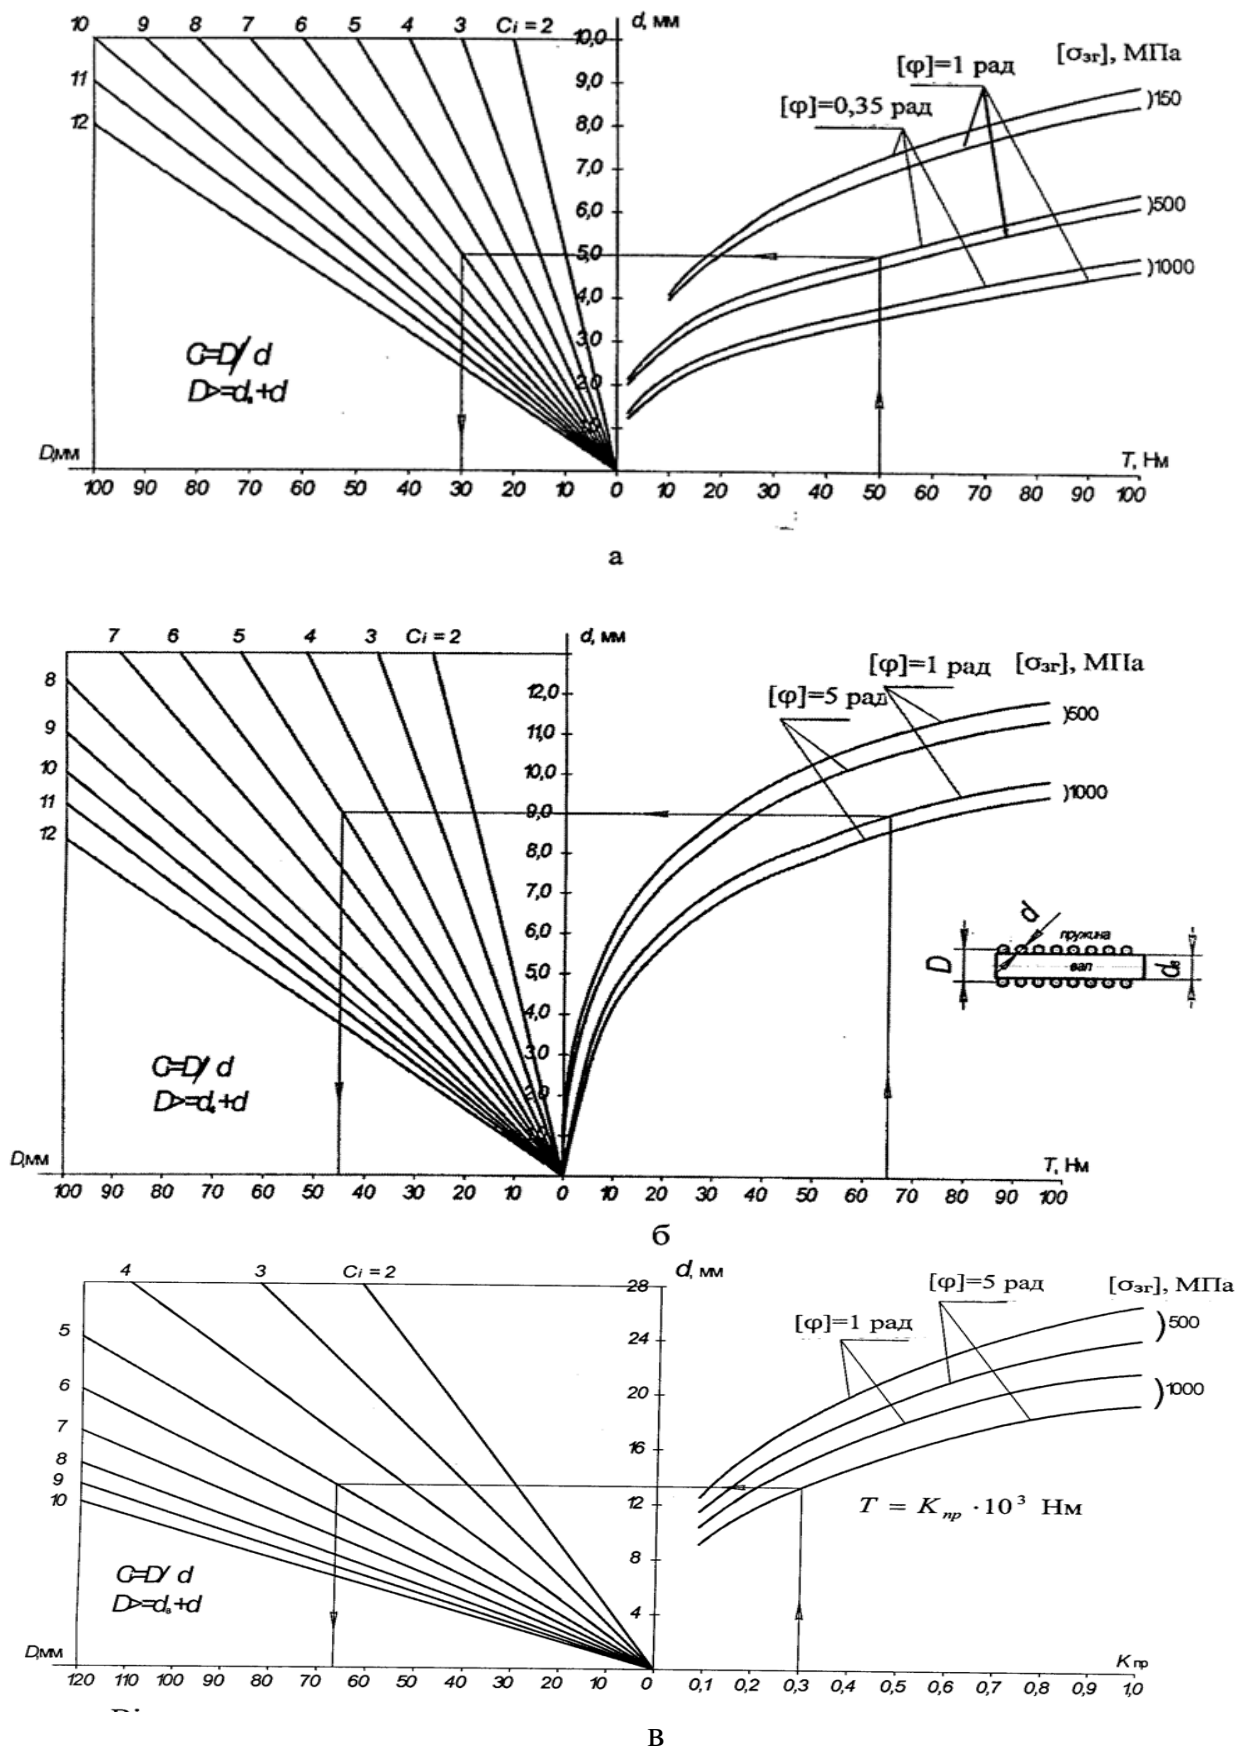 10 9 8 7 6 5 4 3 Ci = 2 d, мм
10,0
[φ]=1 рад [σзг], МПа
11 9,0
)150
[φ]=0,35 рад
12 8,0
7,0
6,0 )500
5,0
4,0 )1000
3,0
C=D/d
2,0
D>=dв+d
D,мм T, Нм
100 90 80 70 60 50 40 30 20 10 0 10 20 30 40 50 60 70 80 90 100
а
7 6 5 4 3 Ci = 2 d, мм
[φ]=1 рад [σзг], МПа
8 12,0
[φ]=5 рад
)500
9 11,0
10 10,0
)1000
11 9,0
12 8,0
7,0
6,0
d
пружина
5,0
D вал dв
4,0
3,0
C=D/d
2,0
D>=dв+d
D,мм T, Нм
100 90 80 70 60 50 40 30 20 10 0 10 20 30 40 50 60 70 80 90 100
б
4 3 Ci = 2 d, мм
28 [φ]=5 рад [σзг], МПа
[φ]=1 рад )500
5 24
6 20 )1000
7
16
8
9
10 12 T = Kпр · 10³ Нм
8
C=D/d
D>=dв+d
4
D,мм Kпр
120 110 100 90 80 70 60 50 40 30 20 10 0 0,1 0,2 0,3 0,4 0,5 0,6 0,7 0,8 0,9 1,0
в